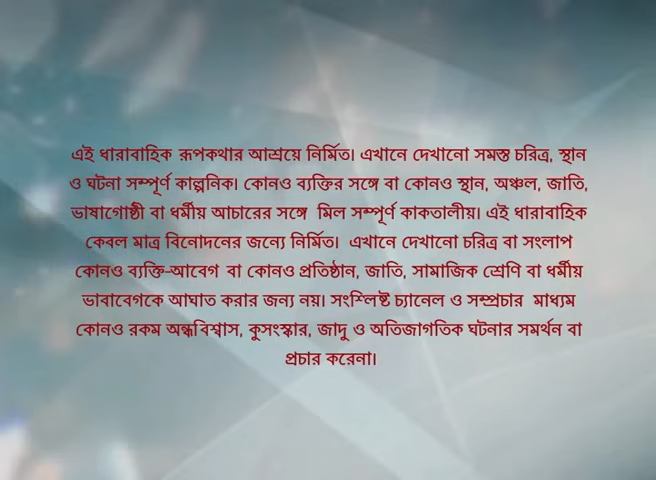 এই ধারাবাহিক রূপকথার আশ্রয়ে নির্মিত। এখানে দেখানো সমস্ত চরিত্র, স্থান
ও ঘটনা সম্পূর্ণ কাল্পনিক। কোনও ব্যক্তির সঙ্গে বা কোনও স্থান, অঞ্চল, জাতি,
ভাষাগোষ্ঠী বা ধর্মীয় আচারের সঙ্গে মিল সম্পূর্ণ কাকতালীয়। এই ধারাবাহিক
কেবল মাত্র বিনোদনের জন্যে নির্মিত। এখানে দেখানো চরিত্র বা সংলাপ
কোনও ব্যক্তি-আবেগ বা কোনও প্রতিষ্ঠান, জাতি, সামাজিক শ্রেণি বা ধর্মীয়
ভাবাবেগকে আঘাত করার জন্য নয়। সংশ্লিষ্ট চ্যানেল ও সম্প্রচার মাধ্যম
কোনও রকম অন্ধবিশ্বাস, কুসংস্কার, জাদু ও অতিজাগতিক ঘটনার সমর্থন বা
প্রচার করেনা।